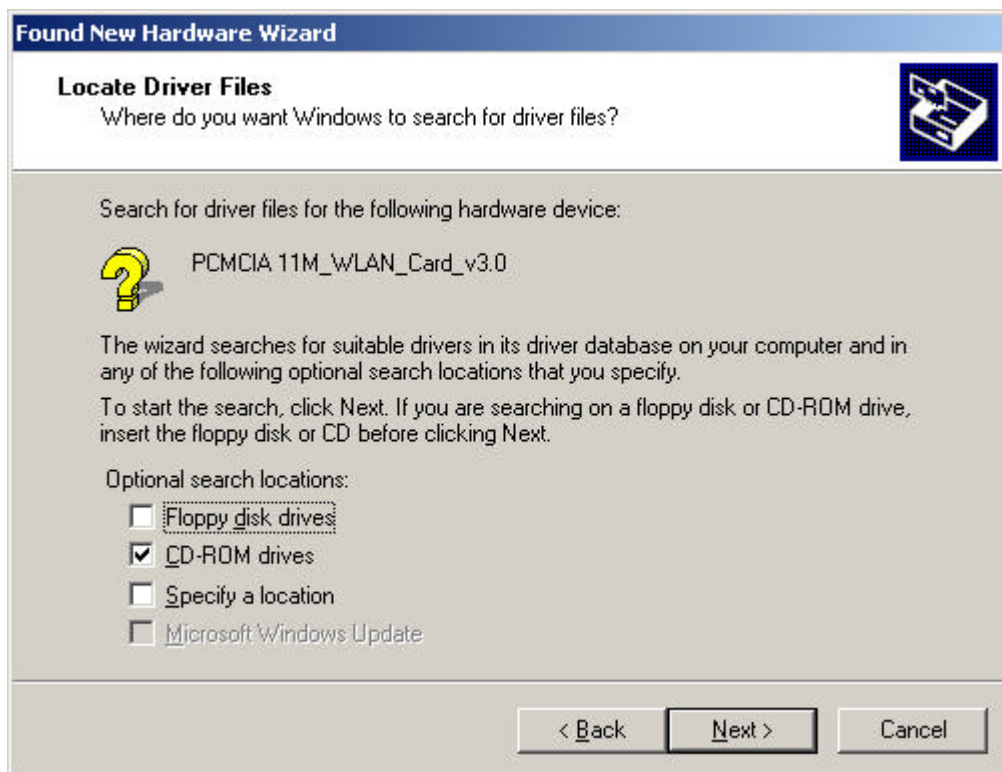 Found New Hardware Wizard
Locate Driver Files
Where do you want Windows to search for driver files?
Search for driver files for the following hardware device:
PCMCIA 11M_WLAN_Card_v3.0
The wizard searches for suitable drivers in its driver database on your computer and in
any of the following optional search locations that you specify.
To start the search, click Next. If you are searching on a floppy disk or CD-ROM drive,
insert the floppy disk or CD before clicking Next.
Optional search locations:
Floppy disk drives
CD-ROM drives
Specify a location
Microsoft Windows Update
< Back Next > Cancel